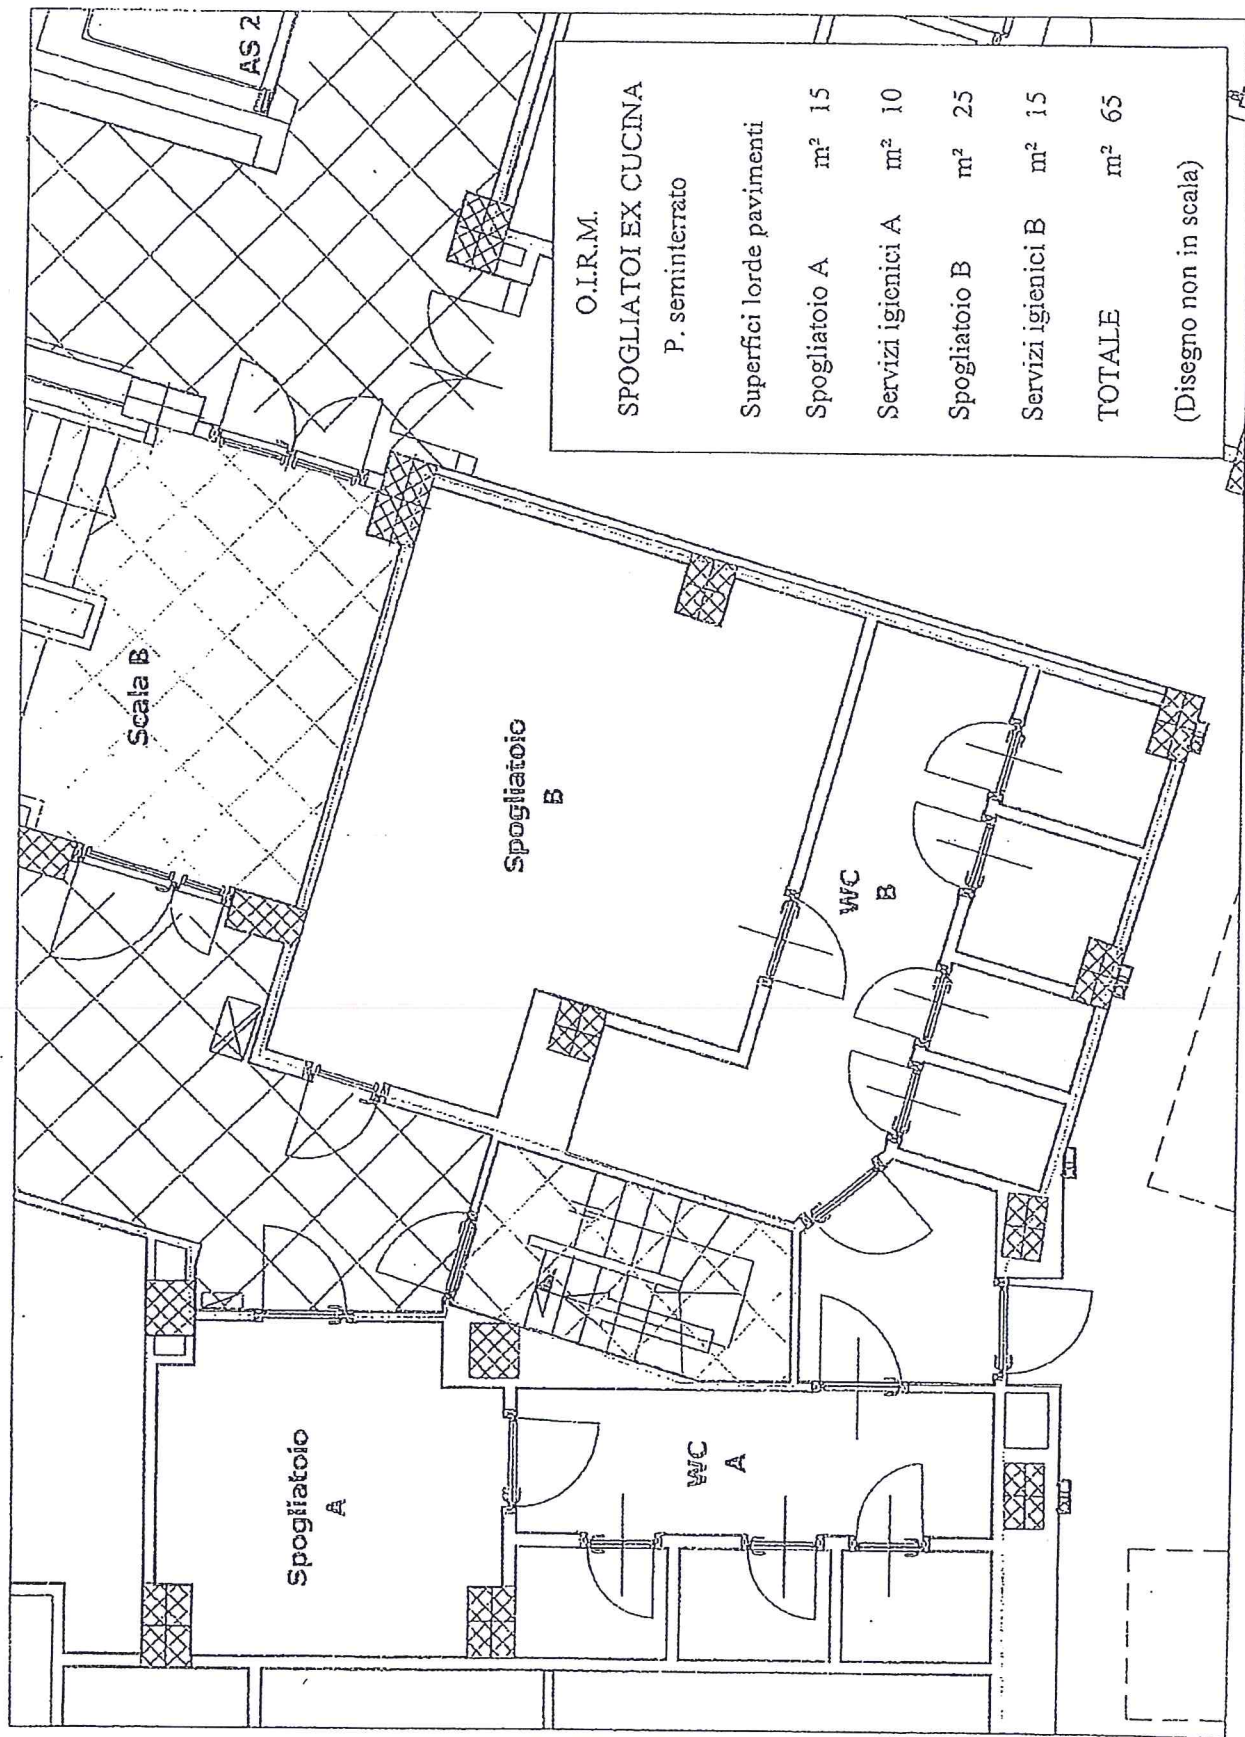 AS 2
Scala B
Spogliatoio
B
WC
B
Spogliatoio
A
WC
A
O.I.R.M.
SPOGLIATOI EX CUCINA
P. seminterrato
Superfici lorde pavimenti
Spogliatoio A m² 15
Servizi igienici A m² 10
Spogliatoio B m² 25
Servizi igienici B m² 15
TOTALE m² 65
(Disegno non in scala)